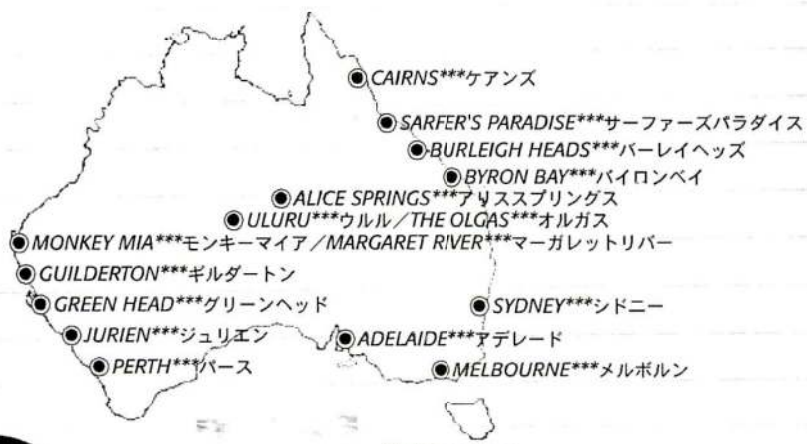 CAIRNS***ケアンズ
SARFER'S PARADISE***サーファーズパラダイス
BURLEIGH HEADS***バーレイヘッズ
BYRON BAY***バイロンベイ
ALICE SPRINGS***アリススプリングス
ULURU***ウルル／THE OLGAS***オルガス
MONKEY MIA***モンキーマイア／MARGARET RIVER***マーガレットリバー
GUILDERTON***ギルダートン
GREEN HEAD***グリーンヘッド
SYDNEY***シドニー
JURIEN***ジュリエン
ADELAIDE***アデレード
PERTH***パース
MELBOURNE***メルボルン